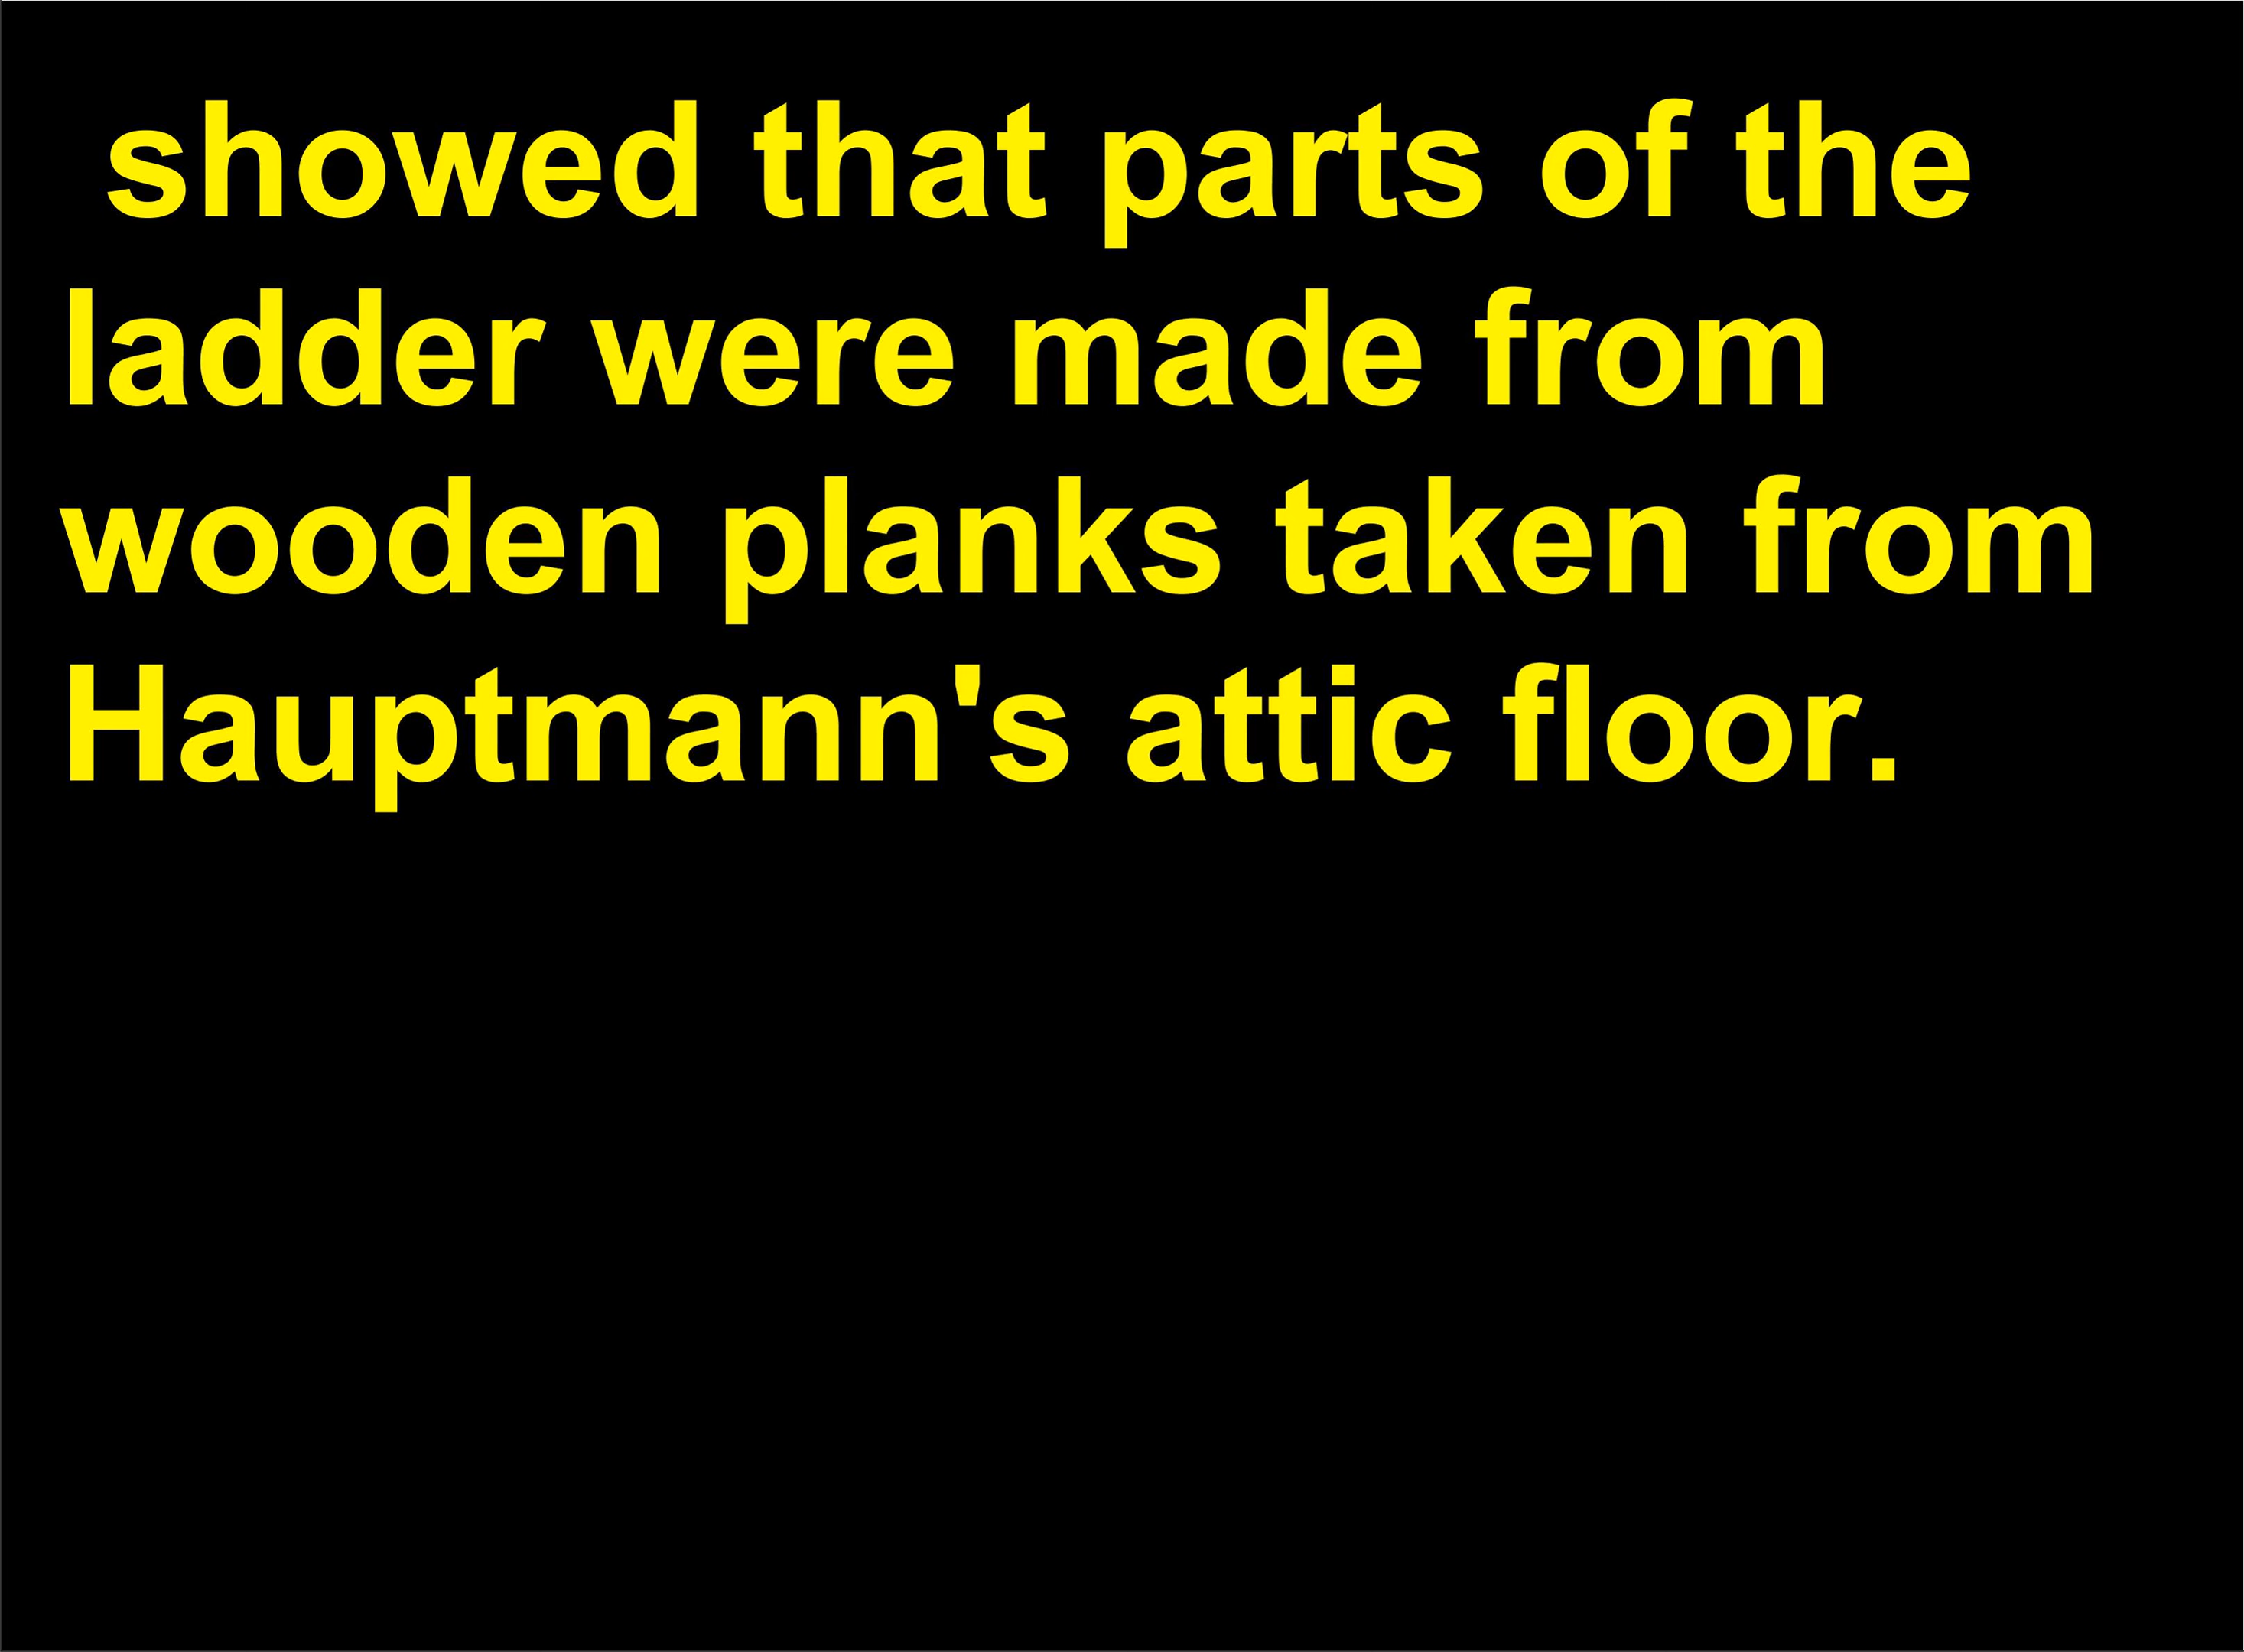 showed that parts of the
ladder were made from
wooden planks taken from
Hauptmann's attic floor.